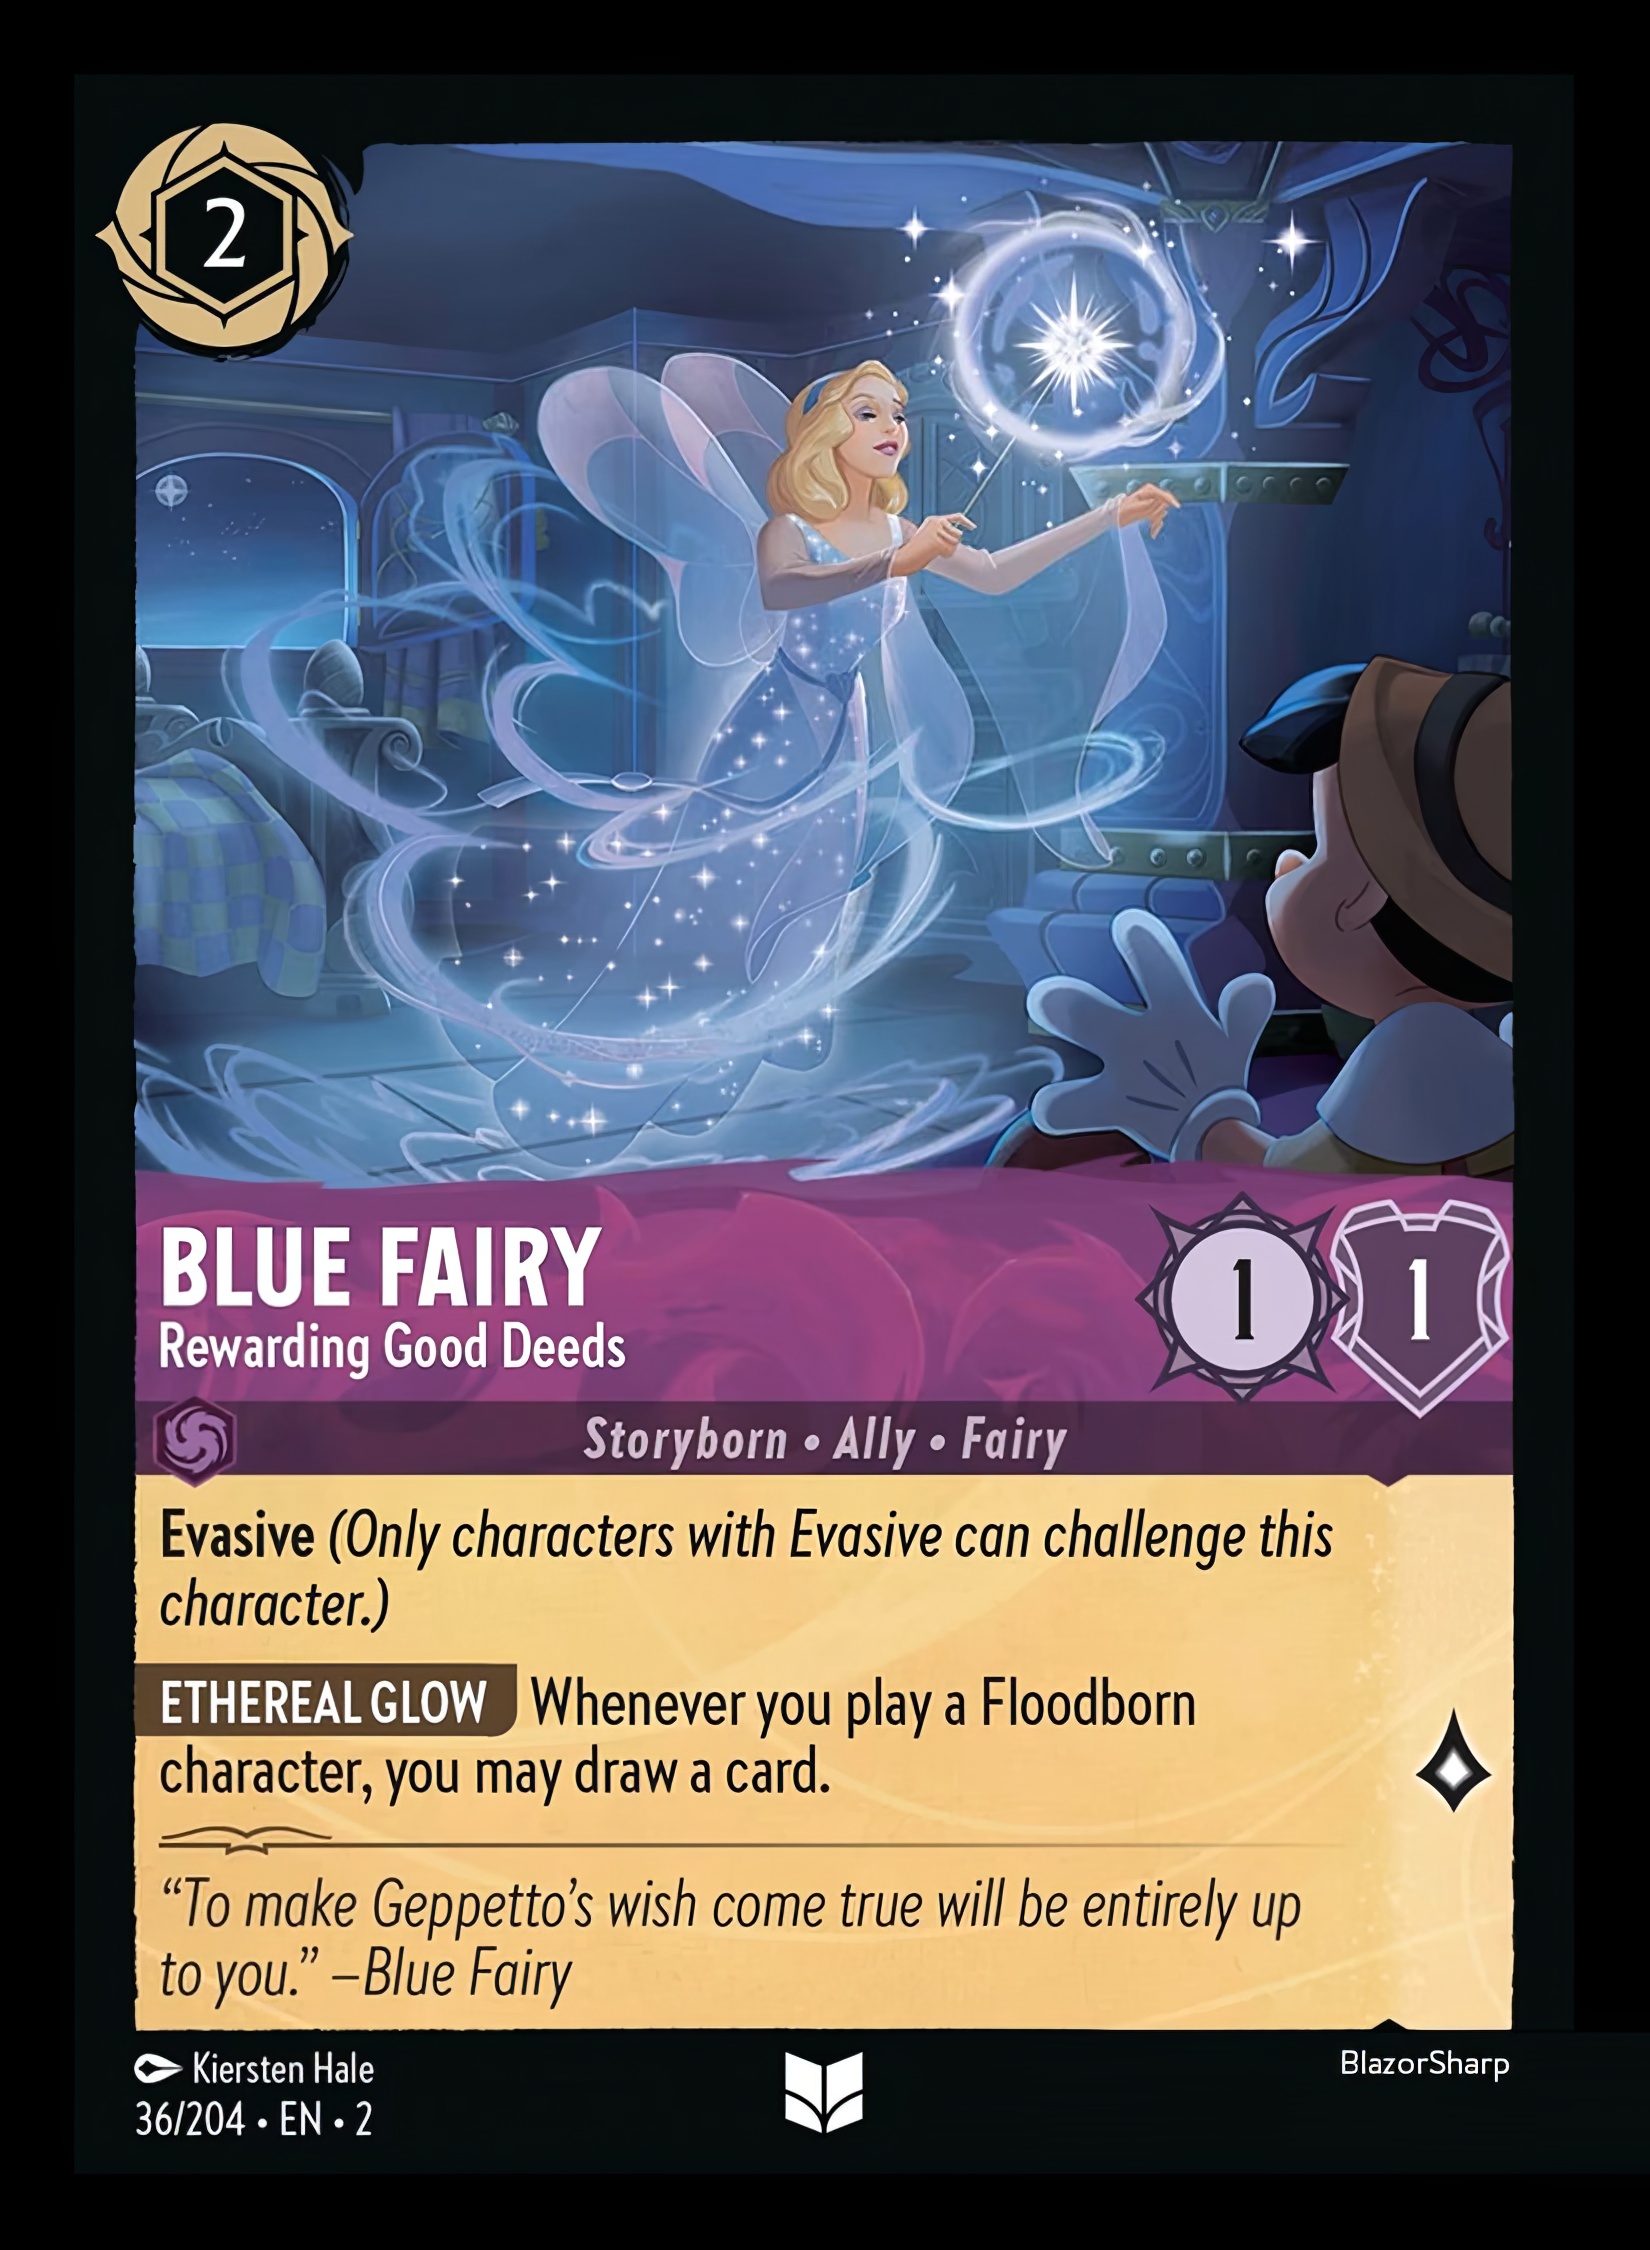 2
BLUE FAIRY
Rewarding Good Deeds
1 1
Storyborn • Ally • Fairy
Evasive (Only characters with Evasive can challenge this
character.)
ETHEREAL GLOW Whenever you play a Floodborn
character, you may draw a card.
“To make Geppetto’s wish come true will be entirely up
to you.” –Blue Fairy
Kiersten Hale
BlazorSharp
36/204 • EN • 2